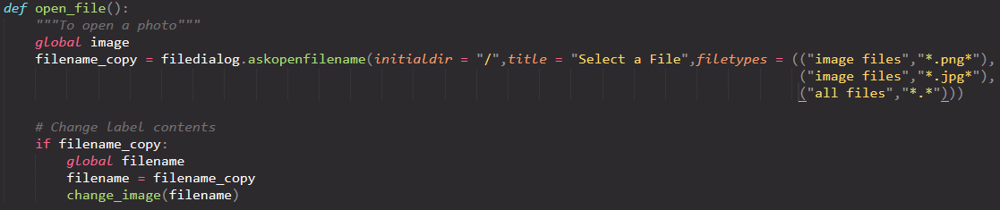 def open_file():
    """To open a photo"""
    global image
    filename_copy = filedialog.askopenfilename(initialdir = "/",title = "Select a File",filetypes = (("image files","*.png*"),
                                                                                                 ("image files","*.jpg*"),
                                                                                                 ("all files","*.*")))
    # Change label contents
    if filename_copy:
        global filename
        filename = filename_copy
        change_image(filename)